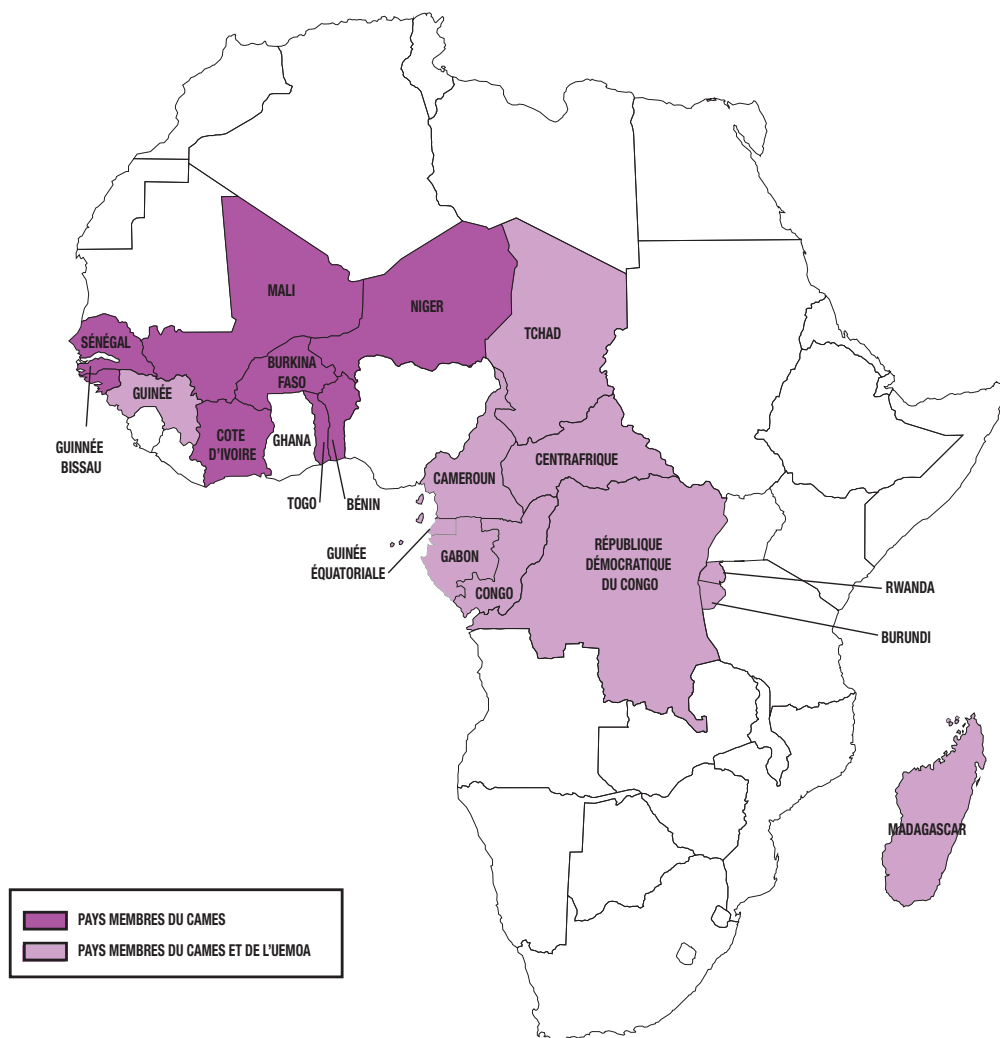 MALI
NIGER
TCHAD
SÉNÉGAL
BURKINA
FASO
GUINÉE
GUINNÉE
BISSAU
COTE
D'IVOIRE
GHANA
TOGO
BÉNIN
CENTRAFRIQUE
CAMEROUN
GUINÉE
ÉQUATORIALE
GABON
CONGO
RÉPUBLIQUE
DÉMOCRATIQUE
DU CONGO
RWANDA
BURUNDI
MADAGASCAR
PAYS MEMBRES DU CAMES
PAYS MEMBRES DU CAMES ET DE L'UEMOA